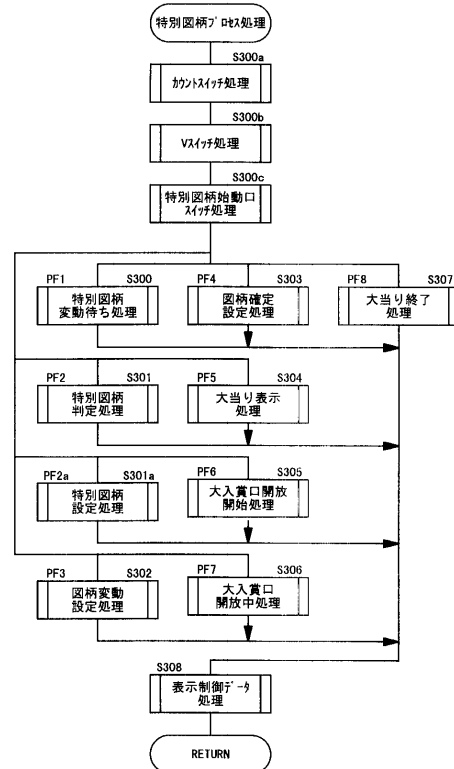 特別図柄ﾌﾟﾛｾｽ処理
S300a
ｶｳﾝﾄｽｲｯﾁ処理
S300b
Vｽｲｯﾁ処理
S300c
特別図柄始動口
スイッチ処理
PF1 S300
特別図柄
変動待ち処理
PF4 S303
図柄確定
設定処理
PF8 S307
大当り終了
処理
PF2 S301
特別図柄
判定処理
PF5 S304
大当り表示
処理
PF2a S301a
特別図柄
設定処理
PF6 S305
大入賞口開放
開始処理
PF3 S302
図柄変動
設定処理
PF7 S306
大入賞口
開放中処理
S308
表示制御ﾃﾞｰﾀ
処理
RETURN